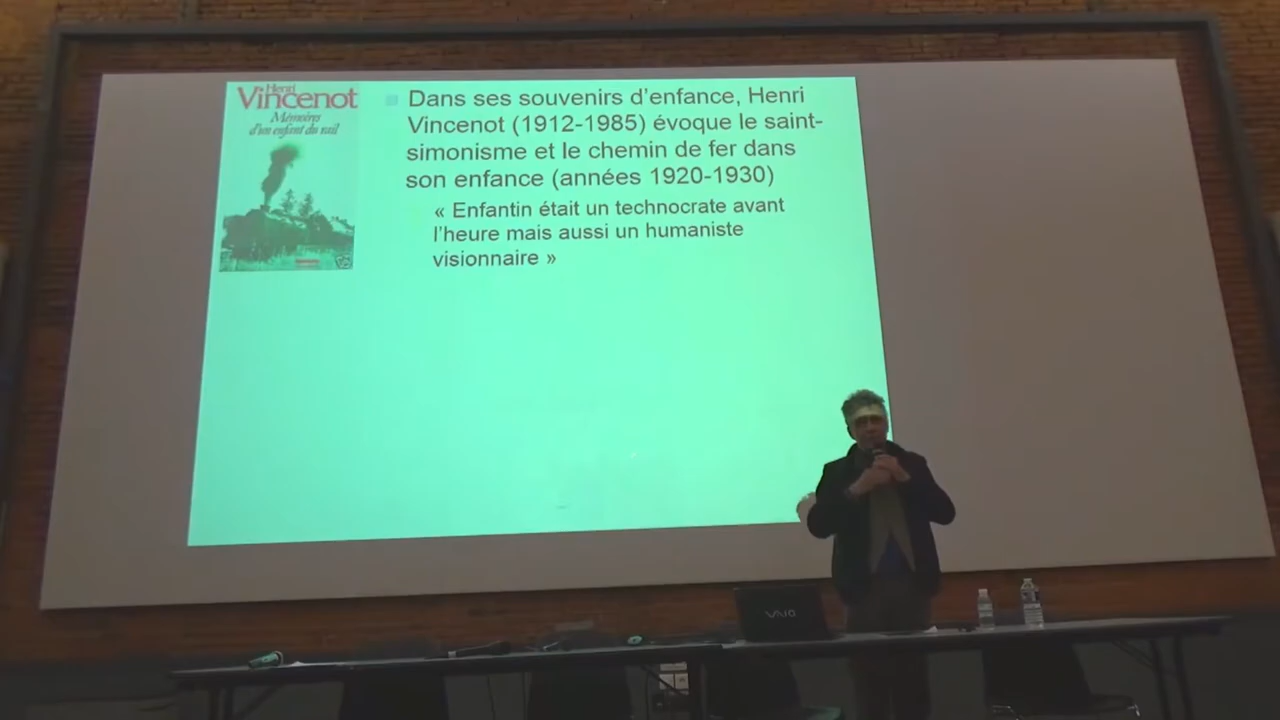 Henri
Vincenot
Mémoires
d'un enfant du rail
Dans ses souvenirs d'enfance, Henri
Vincenot (1912-1985) évoque le saint-
simonisme et le chemin de fer dans
son enfance (années 1920-1930)
« Enfantin était un technocrate avant
l'heure mais aussi un humaniste
visionnaire »
VAIO